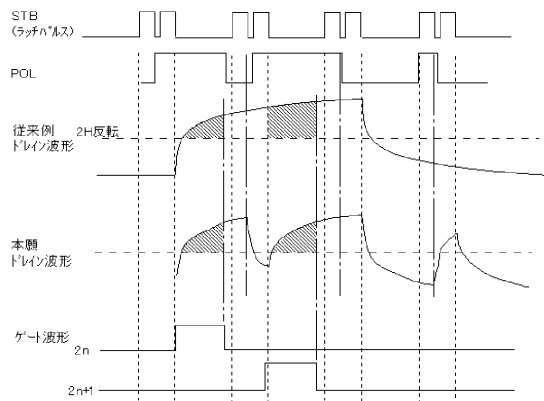 STB
(ラッチパルス)
POL
従来例 2H反転
ドレイン波形
本願
ドレイン波形
ゲート波形
2n
2n+1